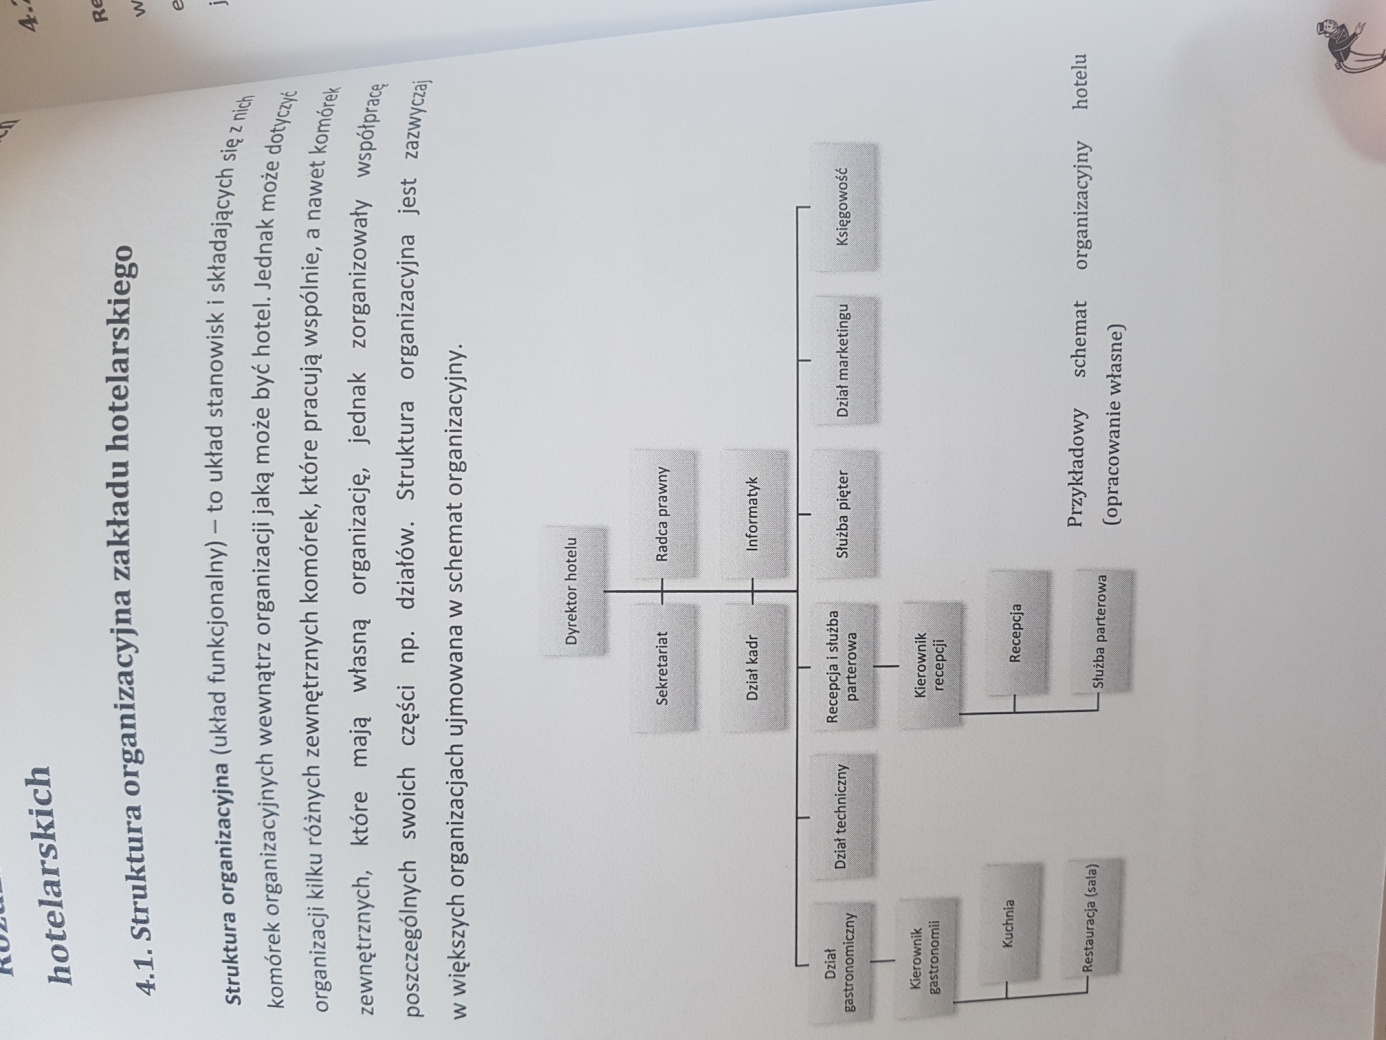 hotelarskich
4.1. Struktura organizacyjna zakładu hotelarskiego
Struktura organizacyjna (układ funkcjonalny) – to układ stanowisk i składających się z nich
komórek organizacyjnych wewnątrz organizacji jaką może być hotel. Jednak może dotyczyć
organizacji kilku różnych zewnętrznych komórek, które pracują wspólnie, a nawet komórek
zewnętrznych, które mają własną organizację, jednak zorganizowały współpracę
poszczególnych swoich części np. działów. Struktura organizacyjna jest zazwyczaj
w większych organizacjach ujmowana w schemat organizacyjny.
Dyrektor hotelu
Sekretariat
Radca prawny
Dział kadr
Informatyk
Dział
gastronomiczny
Dział techniczny
Recepcja i służba
parterowa
Służba pięter
Dział marketingu
Księgowość
Kierownik
gastronomii
Kierownik
recepcji
Kuchnia
Recepcja
Restauracja (sala)
Służba parterowa
Przykładowy schemat organizacyjny hotelu
(opracowanie własne)